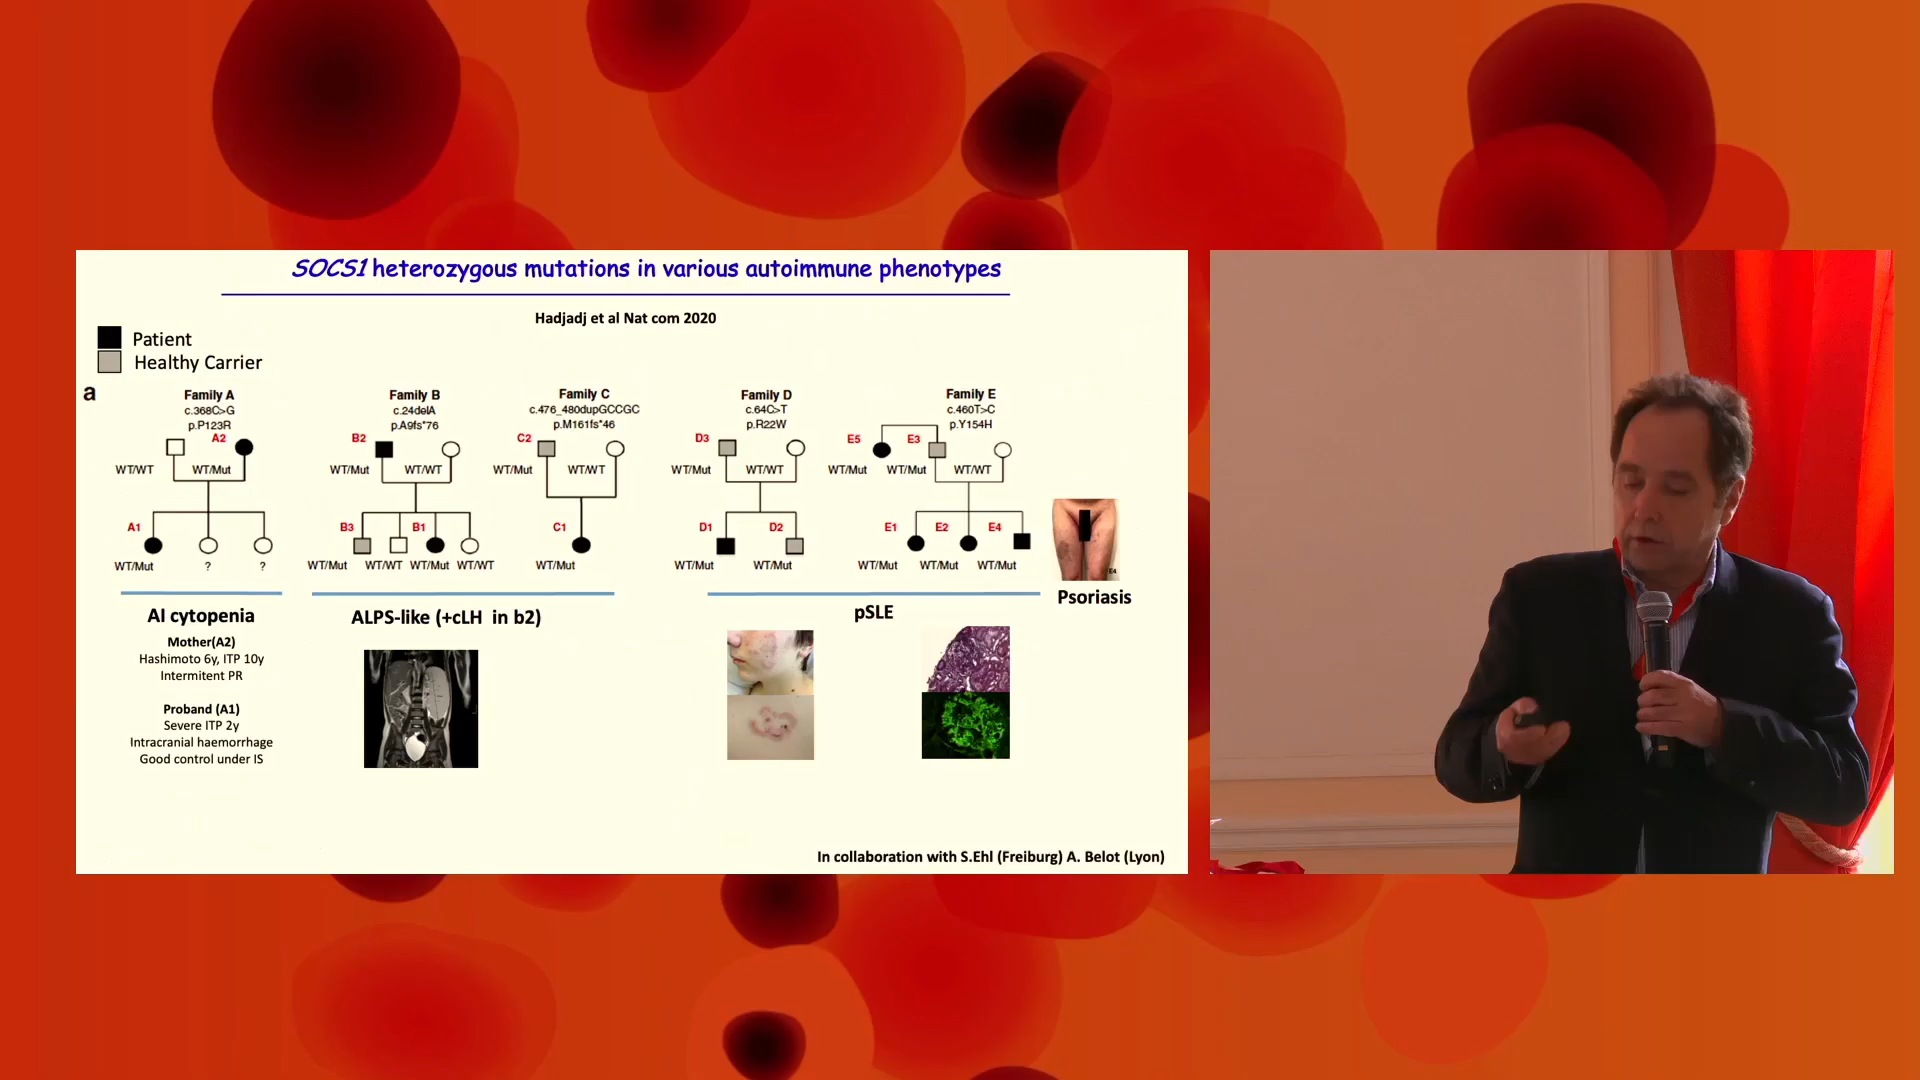 SOCS1 heterozygous mutations in various autoimmune phenotypes
Hadjadj et al Nat com 2020
Patient
Healthy Carrier
a
Family A
c.368C>G
p.P123R
A2
WT/WT
WT/Mut
A1
WT/Mut
?
?
Family B
c.24delA
p.A9fs*76
B2
WT/Mut
WT/WT
B3
B1
WT/Mut
WT/WT
WT/Mut
WT/WT
Family C
c.476_480dupGCCGC
p.M161fs*46
C2
WT/Mut
WT/WT
C1
WT/Mut
Family D
c.64C>T
p.R22W
D3
WT/Mut
WT/WT
D1
D2
WT/Mut
WT/Mut
Family E
c.460T>C
p.Y154H
E5
E3
WT/Mut
WT/Mut
WT/WT
E1
E2
E4
WT/Mut
WT/Mut
WT/Mut
E4
Psoriasis
AI cytopenia
Mother(A2)
Hashimoto 6y, ITP 10y
Intermitent PR
Proband (A1)
Severe ITP 2y
Intracranial haemorrhage
Good control under IS
ALPS-like (+cLH in b2)
pSLE
In collaboration with S.Ehl (Freiburg) A. Belot (Lyon)